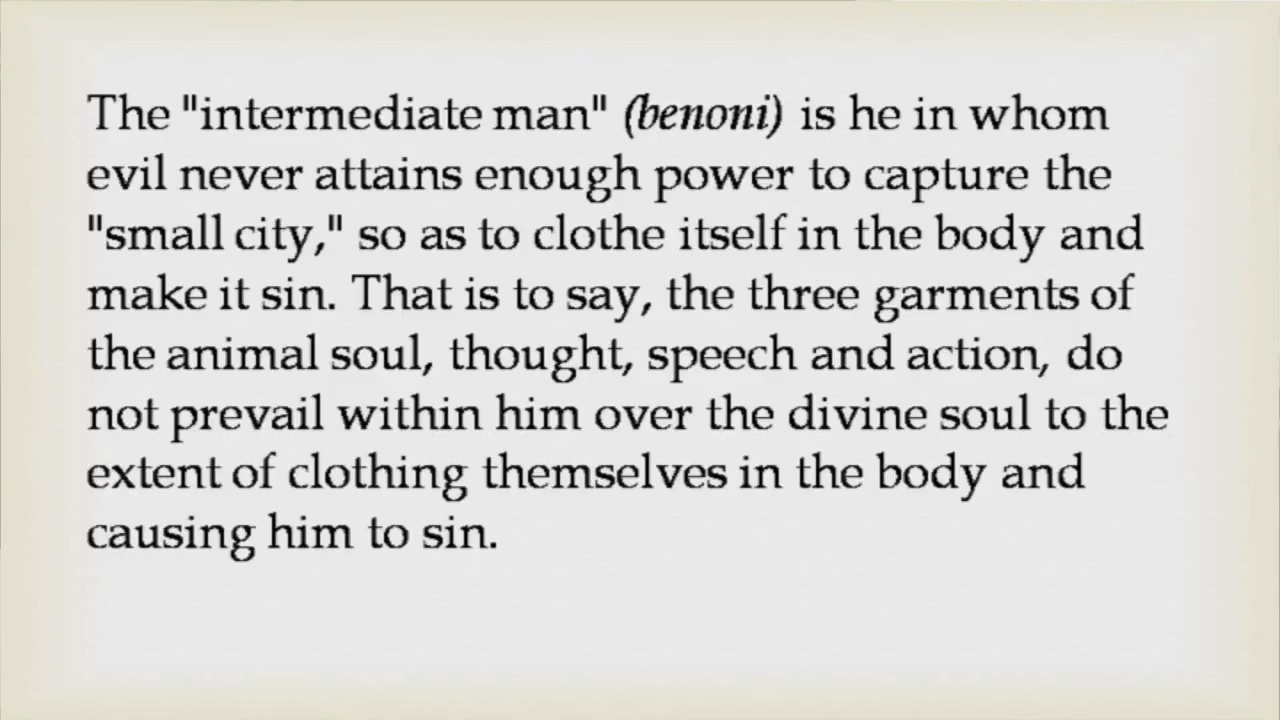 The "intermediate man" (benoni) is he in whom
evil never attains enough power to capture the
"small city," so as to clothe itself in the body and
make it sin. That is to say, the three garments of
the animal soul, thought, speech and action, do
not prevail within him over the divine soul to the
extent of clothing themselves in the body and
causing him to sin.